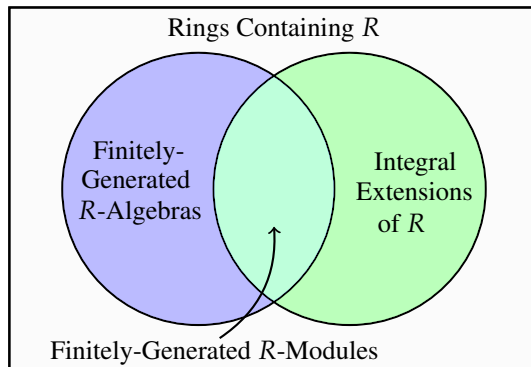 Rings Containing R
Finitely-
Generated
R-Algebras
Integral
Extensions
of R
Finitely-Generated R-Modules